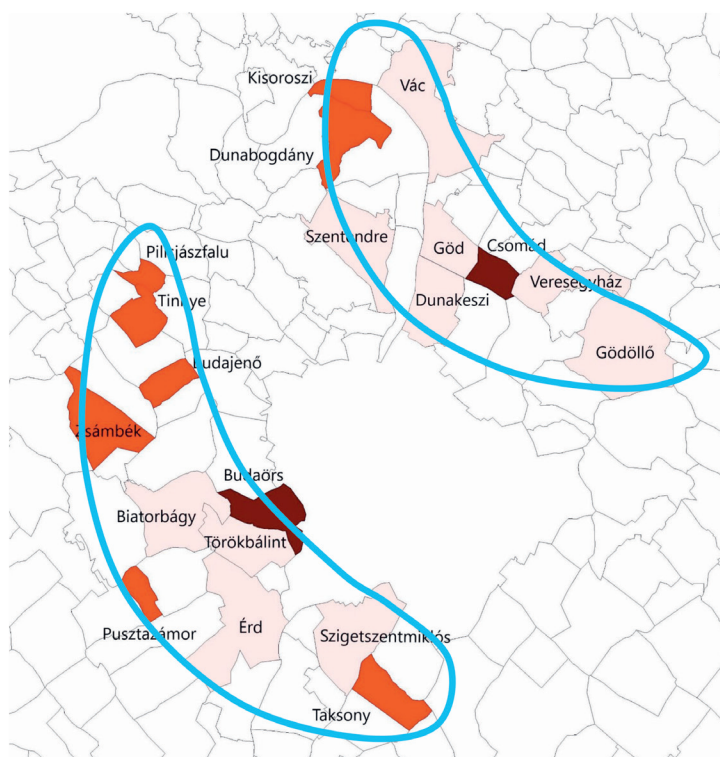 Kisoroszi
Vác
Dunabogdány
Szentendre
Göd
Csomád
Veresegyház
Dunakeszi
Gödöllő
Pilisjászfalu
Tinnye
Budajenő
Zsámbék
Budaörs
Biatorbágy
Törökbálint
Pusztazámor
Érd
Szigetszentmiklós
Taksony